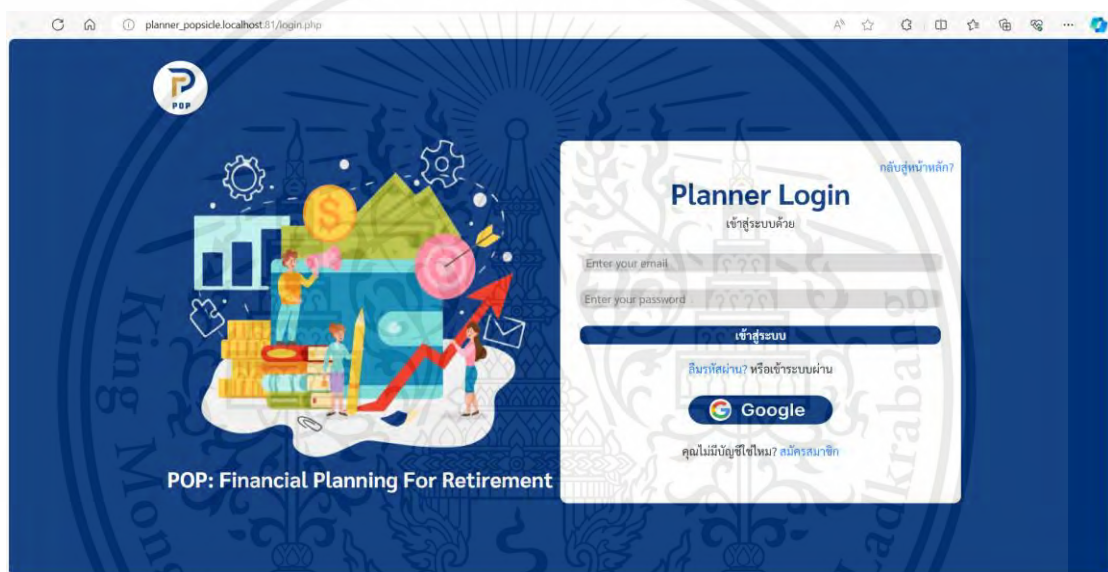 planner_popsicle.localhost:81/login.php
POP
กลับสู่หน้าหลัก?
Planner Login
เข้าสู่ระบบด้วย
Enter your email
Enter your password
เข้าสู่ระบบ
ลืมรหัสผ่าน? หรือเข้าระบบผ่าน
Google
คุณไม่มีบัญชีใช่ไหม? สมัครสมาชิก
POP: Financial Planning For Retirement
King Mong
Ladkrabang